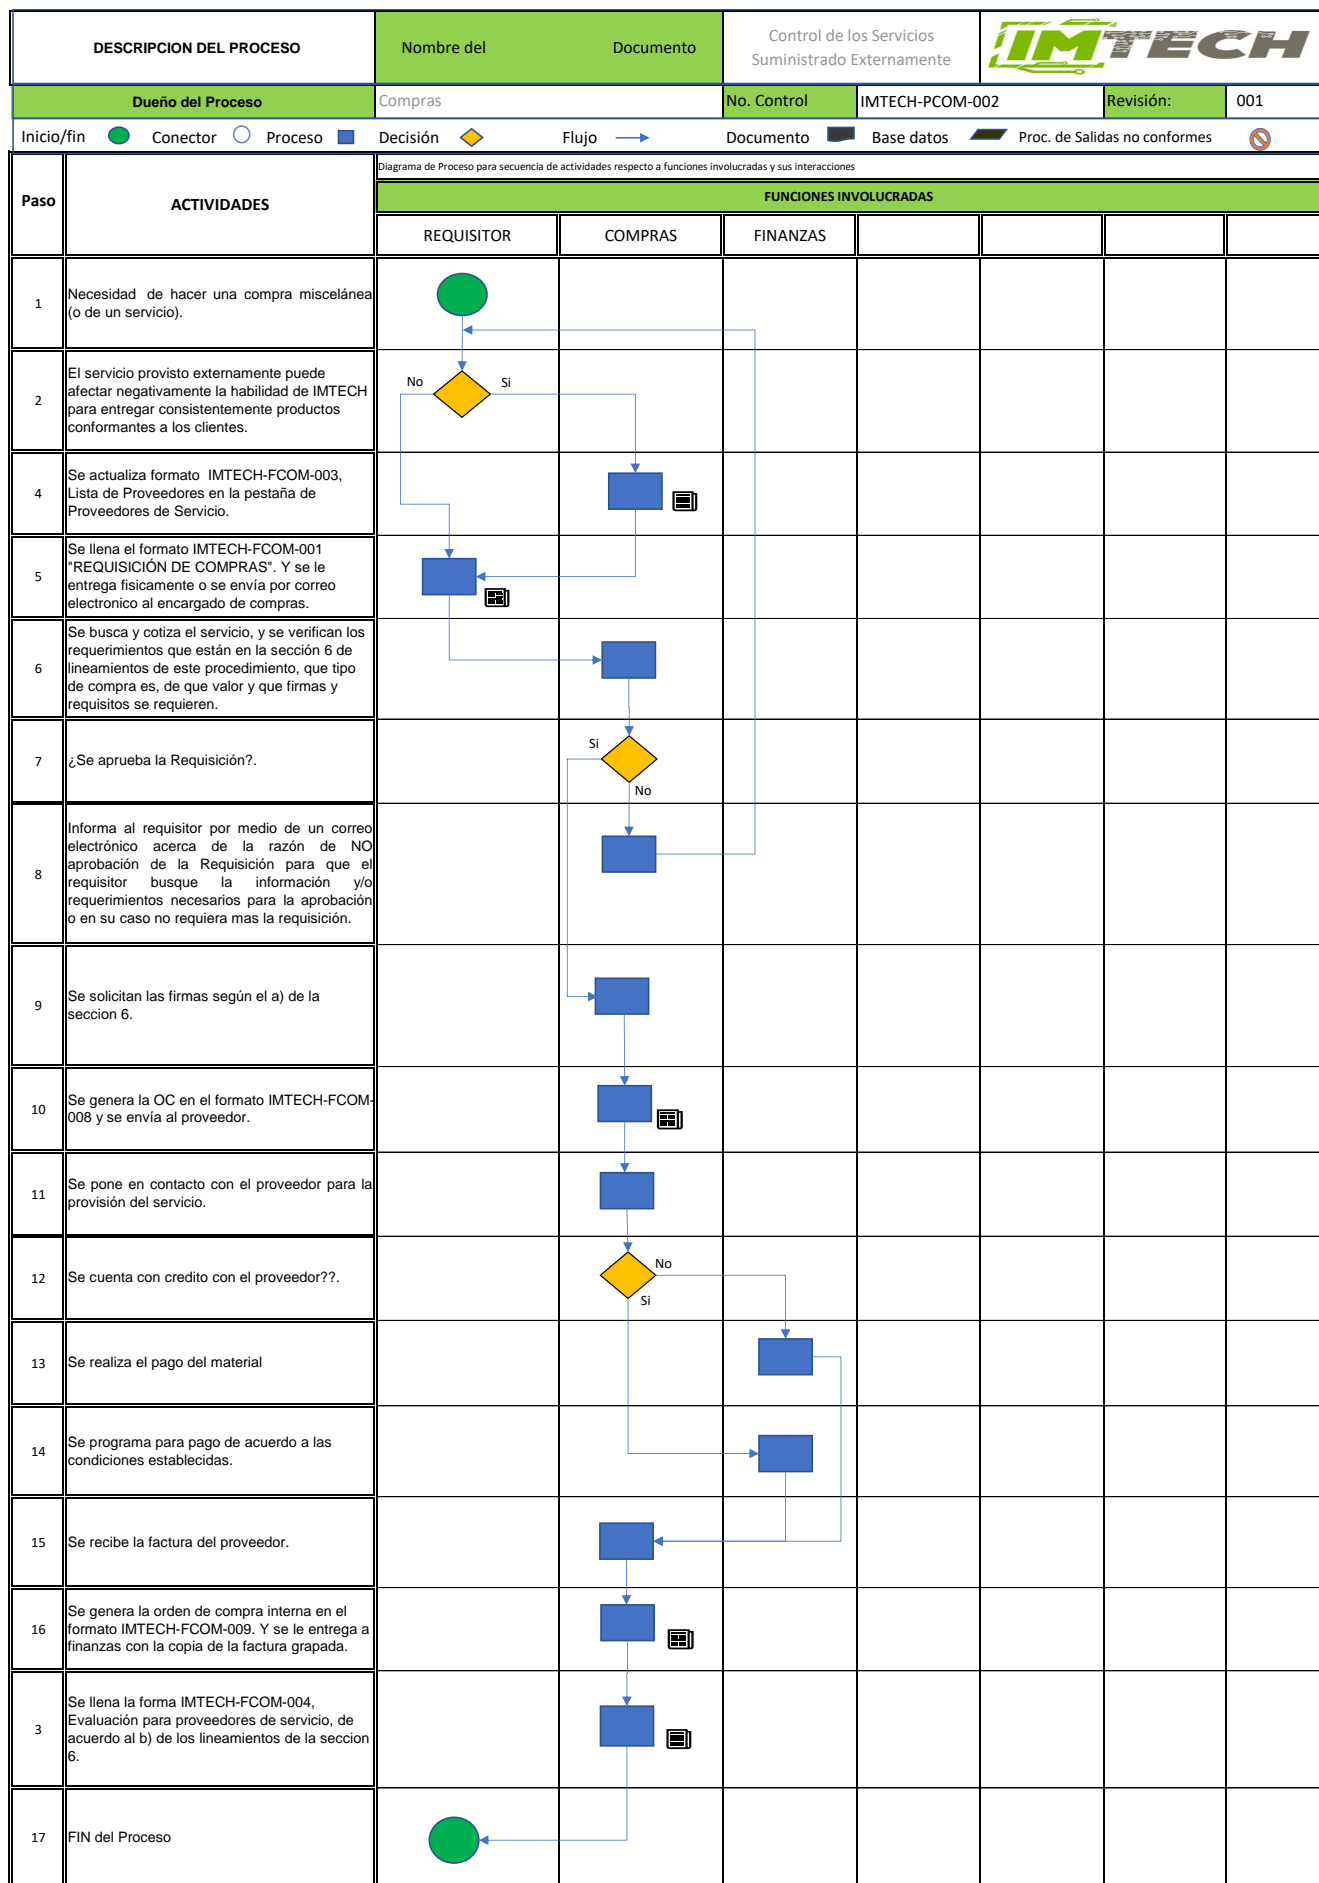 DESCRIPCION DEL PROCESO
Nombre del Documento
Control de los Servicios
Suministrado Externamente
IMTECH
Dueño del Proceso
Compras
No. Control
IMTECH-PCOM-002
Revisión:
001
Inicio/fin
Conector
Proceso
Decisión
Flujo
Documento
Base datos
Proc. de Salidas no conformes
Paso
ACTIVIDADES
Diagrama de Proceso para secuencia de actividades respecto a funciones involucradas y sus interacciones
FUNCIONES INVOLUCRADAS
REQUISITOR
COMPRAS
FINANZAS
1
Necesidad de hacer una compra miscelánea
(o de un servicio).
2
El servicio provisto externamente puede
afectar negativamente la habilidad de IMTECH
para entregar consistentemente productos
conformantes a los clientes.
No
Si
4
Se actualiza formato IMTECH-FCOM-003,
Lista de Proveedores en la pestaña de
Proveedores de Servicio.
5
Se llena el formato IMTECH-FCOM-001
"REQUISICIÓN DE COMPRAS". Y se le
entrega fisicamente o se envía por correo
electronico al encargado de compras.
6
Se busca y cotiza el servicio, y se verifican los
requerimientos que están en la sección 6 de
lineamientos de este procedimiento, que tipo
de compra es, de que valor y que firmas y
requisitos se requieren.
7
¿Se aprueba la Requisición?.
Si
No
8
Informa al requisitor por medio de un correo
electrónico acerca de la razón de NO
aprobación de la Requisición para que el
requisitor busque la información y/o
requerimientos necesarios para la aprobación
o en su caso no requiera mas la requisición.
9
Se solicitan las firmas según el a) de la
seccion 6.
10
Se genera la OC en el formato IMTECH-FCOM-
008 y se envía al proveedor.
11
Se pone en contacto con el proveedor para la
provisión del servicio.
12
Se cuenta con credito con el proveedor??.
No
Si
13
Se realiza el pago del material
14
Se programa para pago de acuerdo a las
condiciones establecidas.
15
Se recibe la factura del proveedor.
16
Se genera la orden de compra interna en el
formato IMTECH-FCOM-009. Y se le entrega a
finanzas con la copia de la factura grapada.
3
Se llena la forma IMTECH-FCOM-004,
Evaluación para proveedores de servicio, de
acuerdo al b) de los lineamientos de la seccion
6.
17
FIN del Proceso